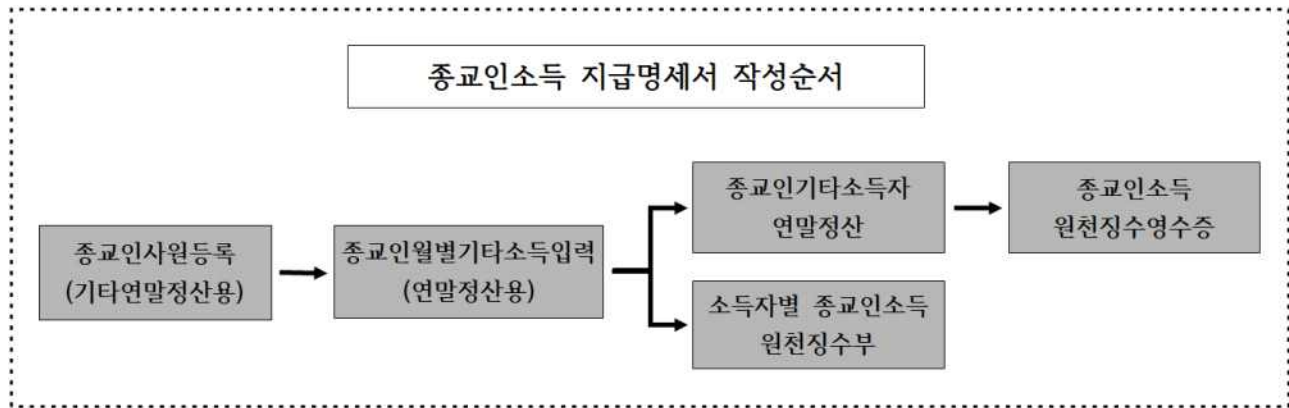 종교인소득 지급명세서 작성순서
종교인사원등록
(기타연말정산용)
종교인월별기타소득입력
(연말정산용)
종교인기타소득자
연말정산
종교인소득
원천징수영수증
소득자별 종교인소득
원천징수부